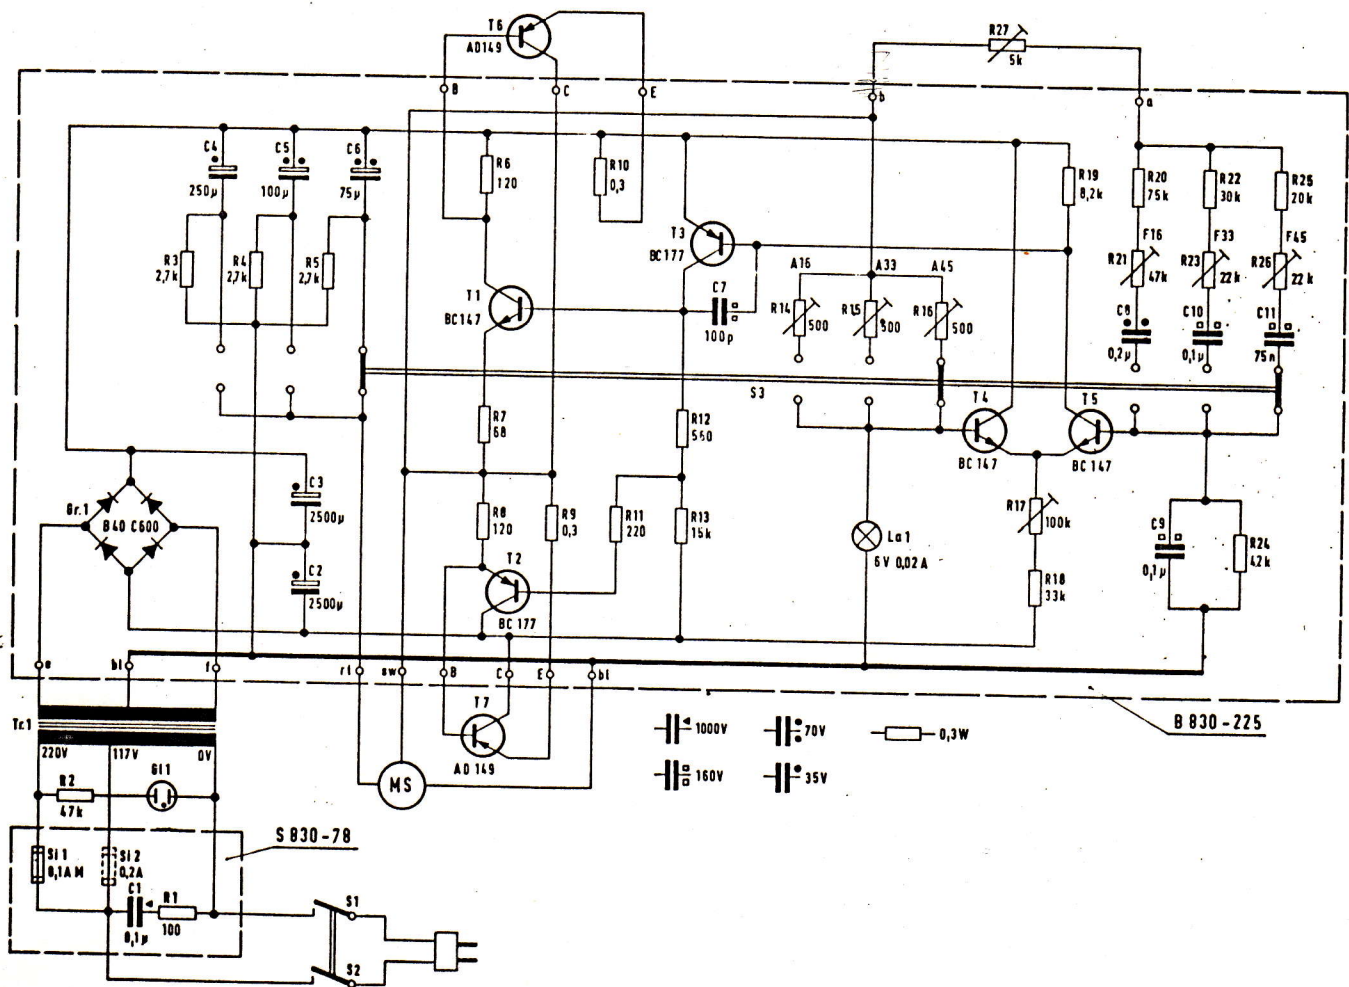 T6
AD149
R27
5k
B
C
E
b
a
C4
250µ
C5
100µ
C6
75µ
R6
120
R10
0,3
R19
8,2k
R20
75k
R22
30k
R25
20k
T3
BC177
R3
2,7k
R4
2,7k
R5
2,7k
F16
F33
F45
R21
47k
R23
22k
R26
22k
A16
A33
A45
T1
BC147
C7
100p
R14
500
R15
500
R16
500
C8
0,2µ
C10
0,1µ
C11
75n
S3
T4
BC147
T5
BC147
R7
68
R12
560
Gr.1
B40 C600
C3
2500µ
R8
120
R9
0,3
R11
220
R13
15k
R17
100k
La1
6V 0,02A
C9
0,1µ
R24
42k
T2
BC177
C2
2500µ
R18
33k
bl
f
rt
sw
B
C
E
bl
Tr.1
220V
117V
0V
T7
AD149
MS
1000V
70V
0,3W
160V
35V
B 830-225
R2
47k
Gl1
S 830-78
Si1
0,1A M
Si2
0,2A
C1
0,1µ
R1
100
S1
S2